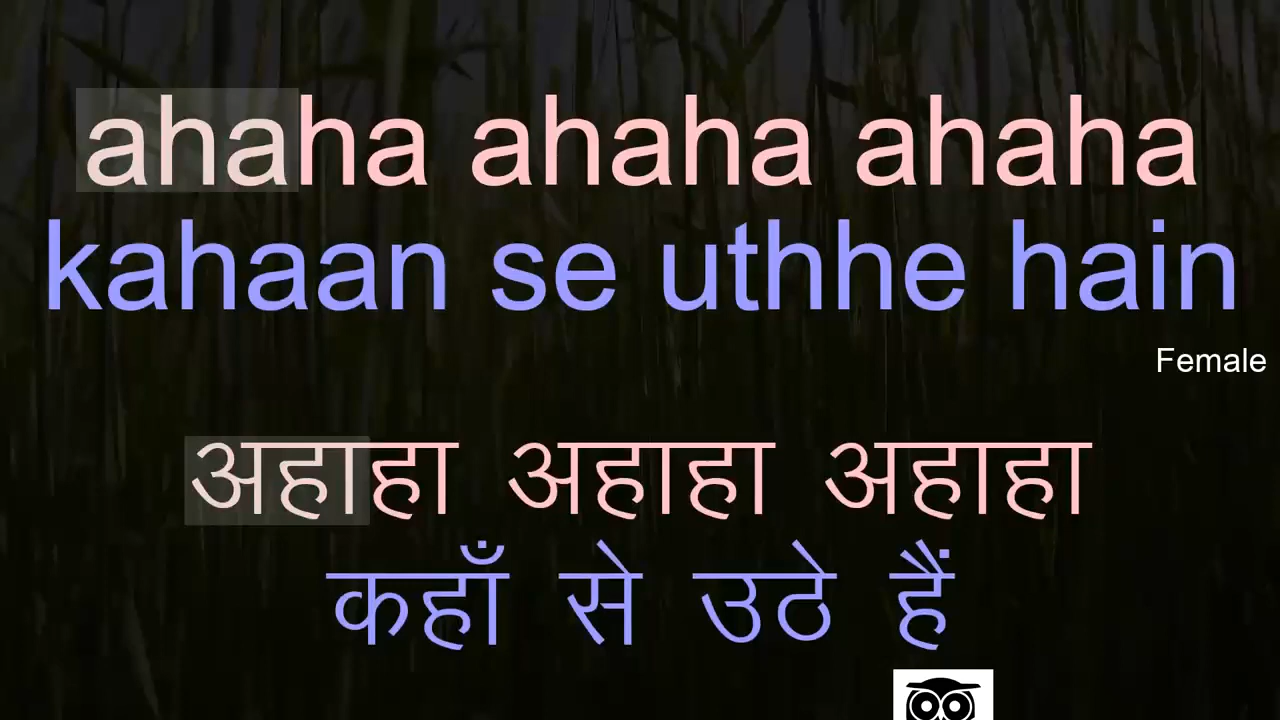 ahaha ahaha ahaha
kahaan se uthhe hain
Female
अहाहा अहाहा अहाहा
कहाँ से उठे हैं